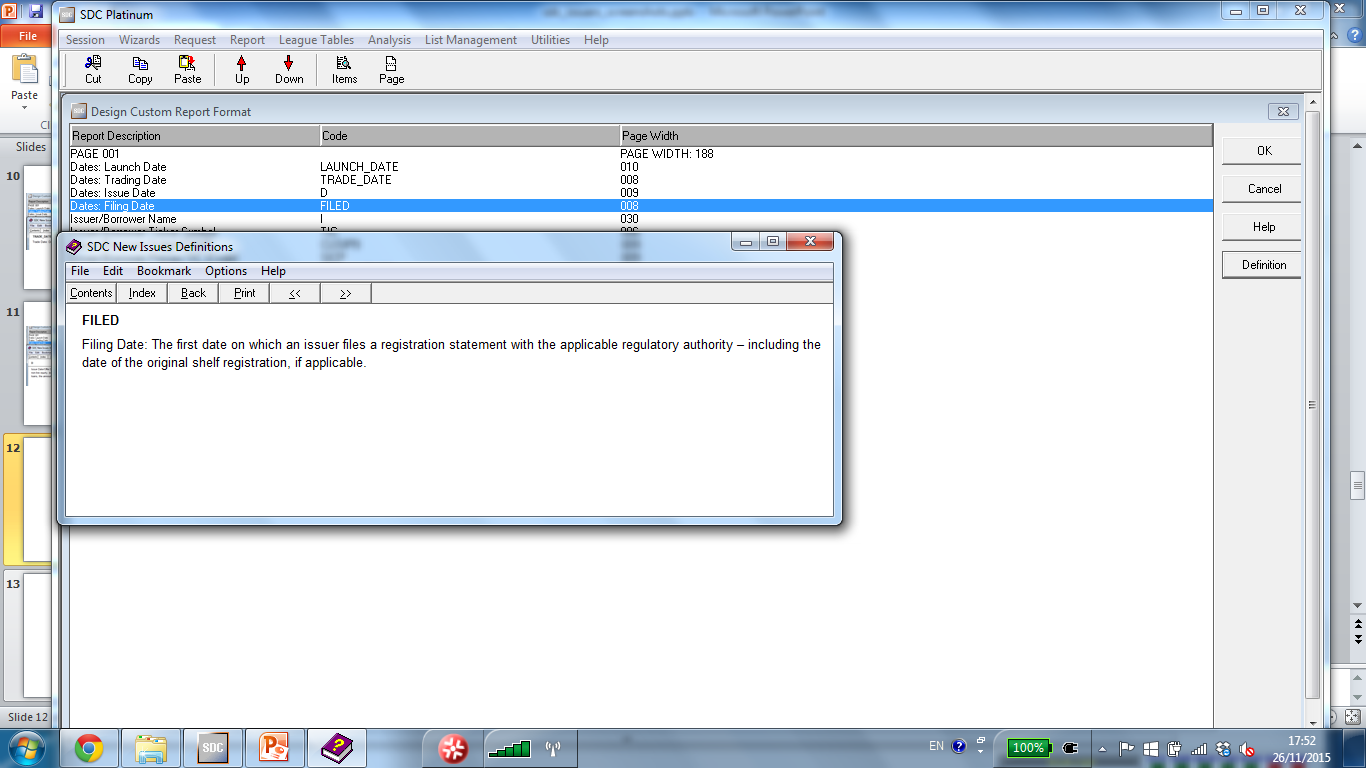 SDC Platinum
File
Session Wizards Request Report League Tables Analysis List Management Utilities Help
Paste
Cut Copy Paste Up Down Items Page
Design Custom Report Format
Slides
Report Description Code Page Width
PAGE 001 PAGE WIDTH: 188
Dates: Launch Date LAUNCH_DATE 010
Dates: Trading Date TRADE_DATE 008
Dates: Issue Date D 009
Dates: Filing Date FILED 008
Issuer/Borrower Name I 030
OK
Cancel
Help
Definition
10
11
12
13
SDC New Issues Definitions
File Edit Bookmark Options Help
Contents Index Back Print << >>
FILED
Filing Date: The first date on which an issuer files a registration statement with the applicable regulatory authority – including the
date of the original shelf registration, if applicable.
Slide 12
SDC
EN
100%
17:52
26/11/2015